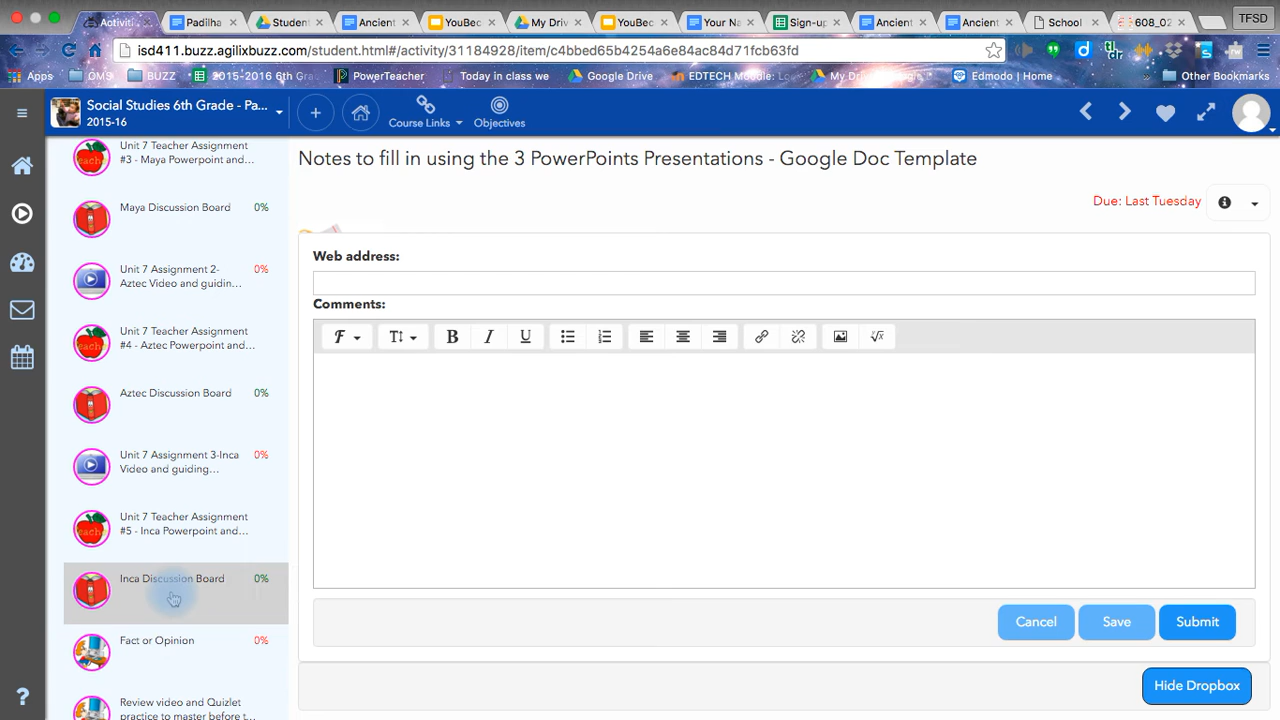 Activiti
Padilha
Student
Ancient
YouBec
My Driv
YouBec
Your Na
Sign-up
Ancient
Ancient
School
608_02
TFSD
isd411.buzz.agilixbuzz.com/student.html#/activity/31184928/item/c4bbed65b4254a6e84ac84d71fcb63fd
Apps
OMS
BUZZ
2015-2016 6th Gra
PowerTeacher
Today in class we
Google Drive
EDTECH Moodle: Lo
My Drive
Edmodo | Home
»
Other Bookmarks
Social Studies 6th Grade - Pa...
2015-16
Course Links
Objectives
Unit 7 Teacher Assignment
#3 - Maya Powerpoint and...
Maya Discussion Board 0%
Unit 7 Assignment 2- 0%
Aztec Video and guidin...
Unit 7 Teacher Assignment 0%
#4 - Aztec Powerpoint and...
Aztec Discussion Board 0%
Unit 7 Assignment 3-Inca 0%
Video and guiding...
Unit 7 Teacher Assignment 0%
#5 - Inca Powerpoint and...
Inca Discussion Board 0%
Fact or Opinion 0%
Review video and Quizlet 0%
practice to master before t...
Notes to fill in using the 3 PowerPoints Presentations - Google Doc Template
Due: Last Tuesday
Web address:
Comments:
F T B I U
√x
Cancel Save Submit
Hide Dropbox
?